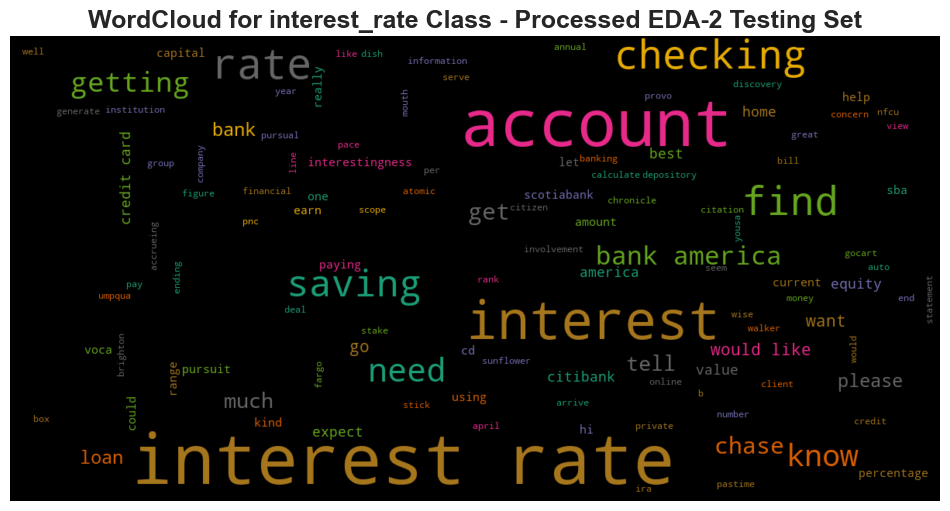 WordCloud for interest_rate Class - Processed EDA-2 Testing Set
well
capital
rate
like
dish
information
annual
checking
getting
year
really
serve
discovery
generate
institution
mouth
provo
home
help
concern
nfcu
view
bank
pursual
account
great
credit card
company
group
line
pace
interestingness
per
let
banking
best
bill
figure
financial
one
atomic
calculate
depository
scotiabank
find
sba
earn
scope
get
citizen
chronicle
citation
pnc
amount
yousa
accrueing
involvement
bank america
seem
gocart
ending
paying
saving
america
rank
auto
pay
umpqua
deal
current
equity
money
end
statement
interest
wise
want
stake
walker
would
voca
brighton
go
cd
sunflower
would like
range
pursuit
fargo
need
citibank
tell
online
value
client
please
could
much
using
stick
arrive
b
number
credit
box
kind
expect
april
hi
private
loan
interest rate
chase
know
percentage
ira
pastime